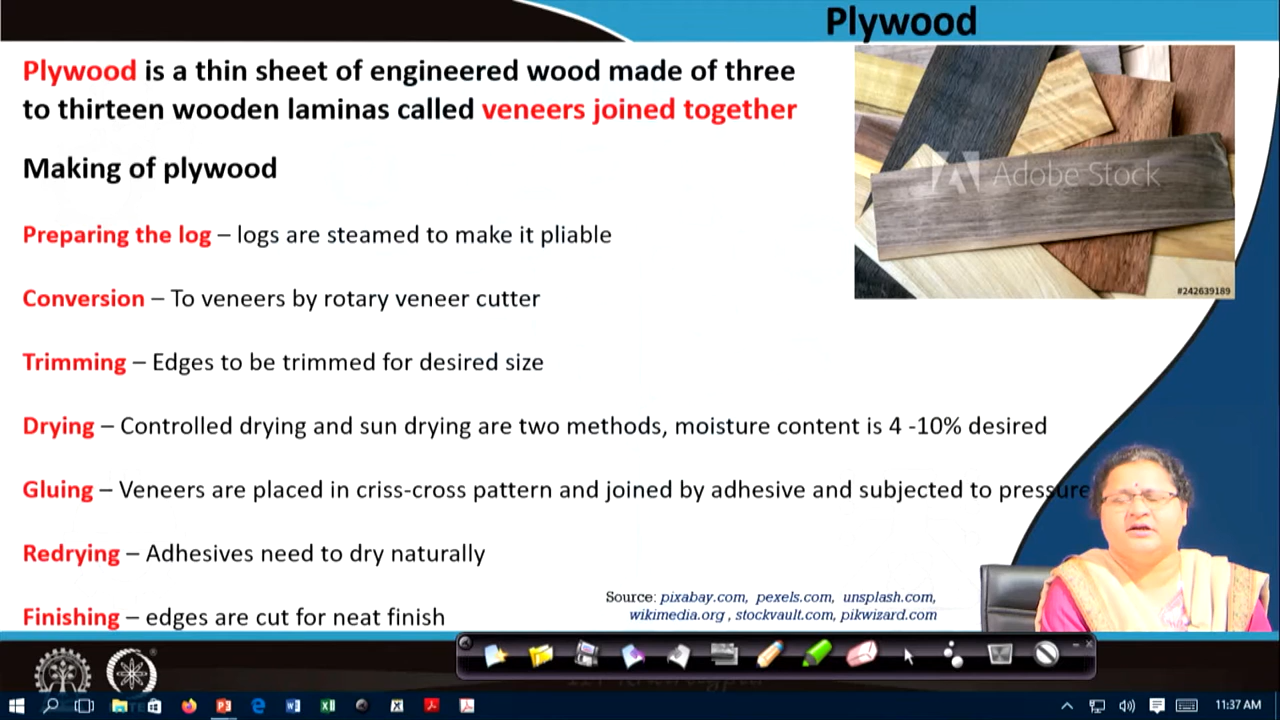 Plywood
Plywood is a thin sheet of engineered wood made of three
to thirteen wooden laminas called veneers joined together
Adobe Stock
#242639189
Making of plywood
Preparing the log – logs are steamed to make it pliable
Conversion – To veneers by rotary veneer cutter
Trimming – Edges to be trimmed for desired size
Drying – Controlled drying and sun drying are two methods, moisture content is 4 -10% desired
Gluing – Veneers are placed in criss-cross pattern and joined by adhesive and subjected to pressure
Redrying – Adhesives need to dry naturally
Finishing – edges are cut for neat finish
Source: pixabay.com, pexels.com, unsplash.com,
wikimedia.org , stockvault.com, pikwizard.com
11:37 AM